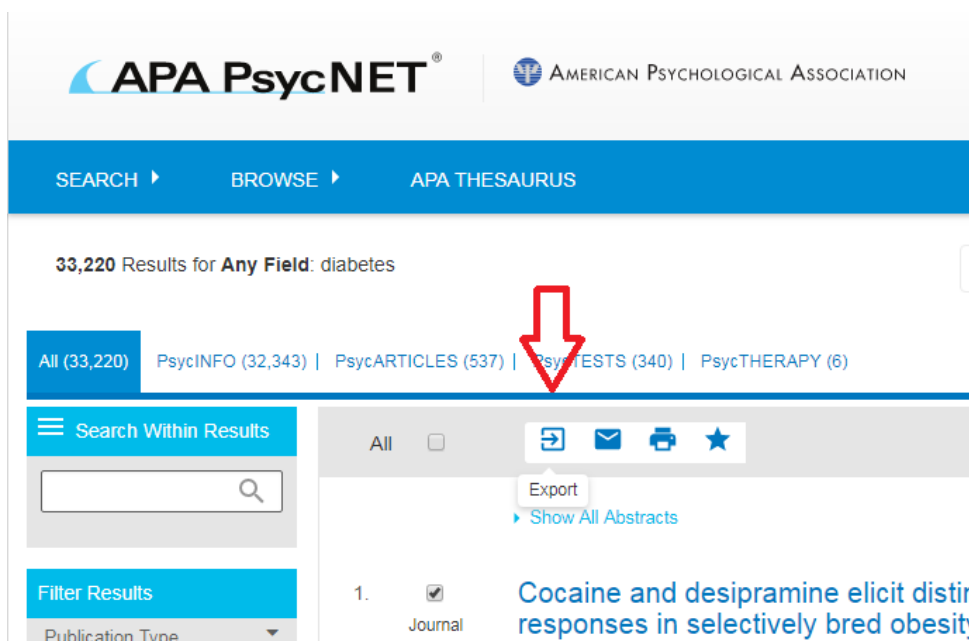 APA PsycNET®
AMERICAN PSYCHOLOGICAL ASSOCIATION
SEARCH BROWSE APA THESAURUS
33,220 Results for Any Field: diabetes
All (33,220) PsycINFO (32,343) | PsycARTICLES (537) | PsycTESTS (340) | PsycTHERAPY (6)
Search Within Results
All
Export
Show All Abstracts
Filter Results
Publication Type
1.
Journal
Cocaine and desipramine elicit distin
responses in selectively bred obesity